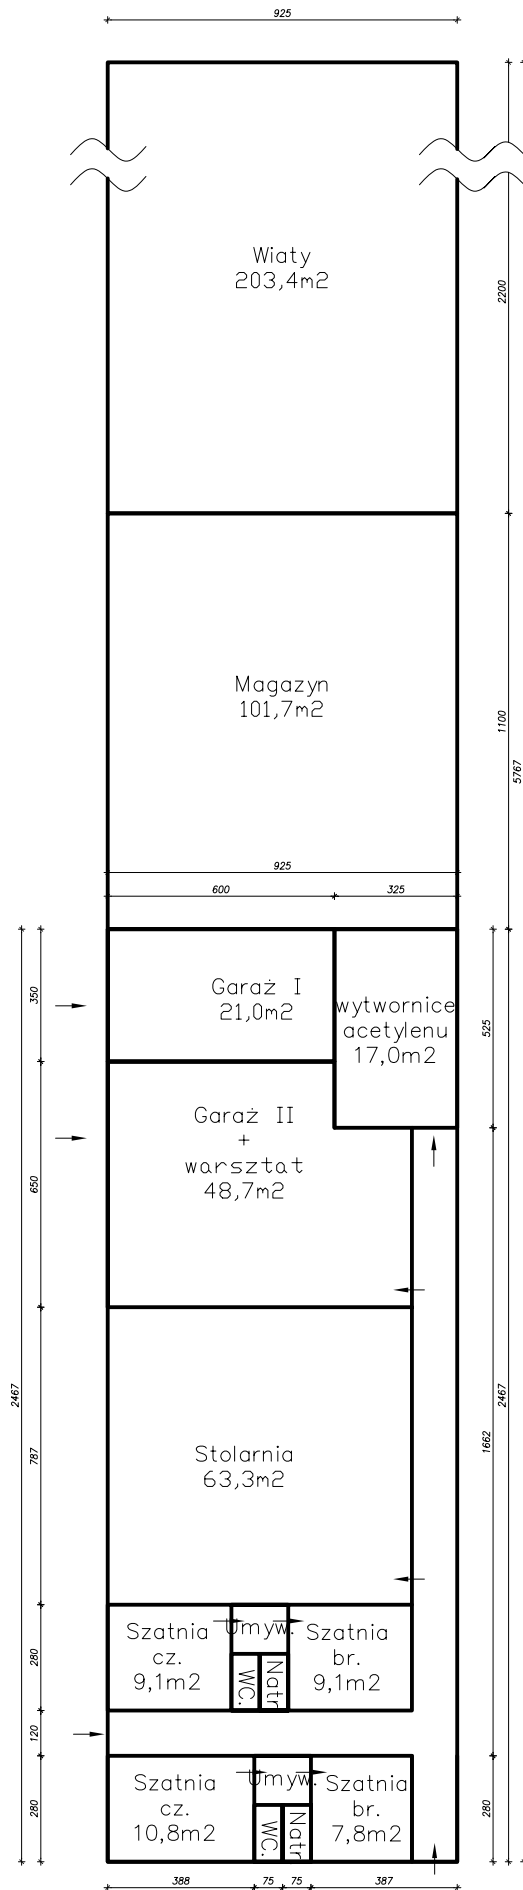 925
Wiaty
203,4m2
2200
Magazyn
101,7m2
1100
5767
925
600
325
350
Garaż I
21,0m2
wytwornice
acetylenu
17,0m2
525
Garaż II
+
warsztat
48,7m2
650
2467
787
Stolarnia
63,3m2
1662
2467
280
Szatnia
cz.
9,1m2
Umyw.
WC.
Natr
Szatnia
br.
9,1m2
120
280
Szatnia
cz.
10,8m2
Umyw.
WC.
Natr
Szatnia
br.
7,8m2
280
388
75
75
387